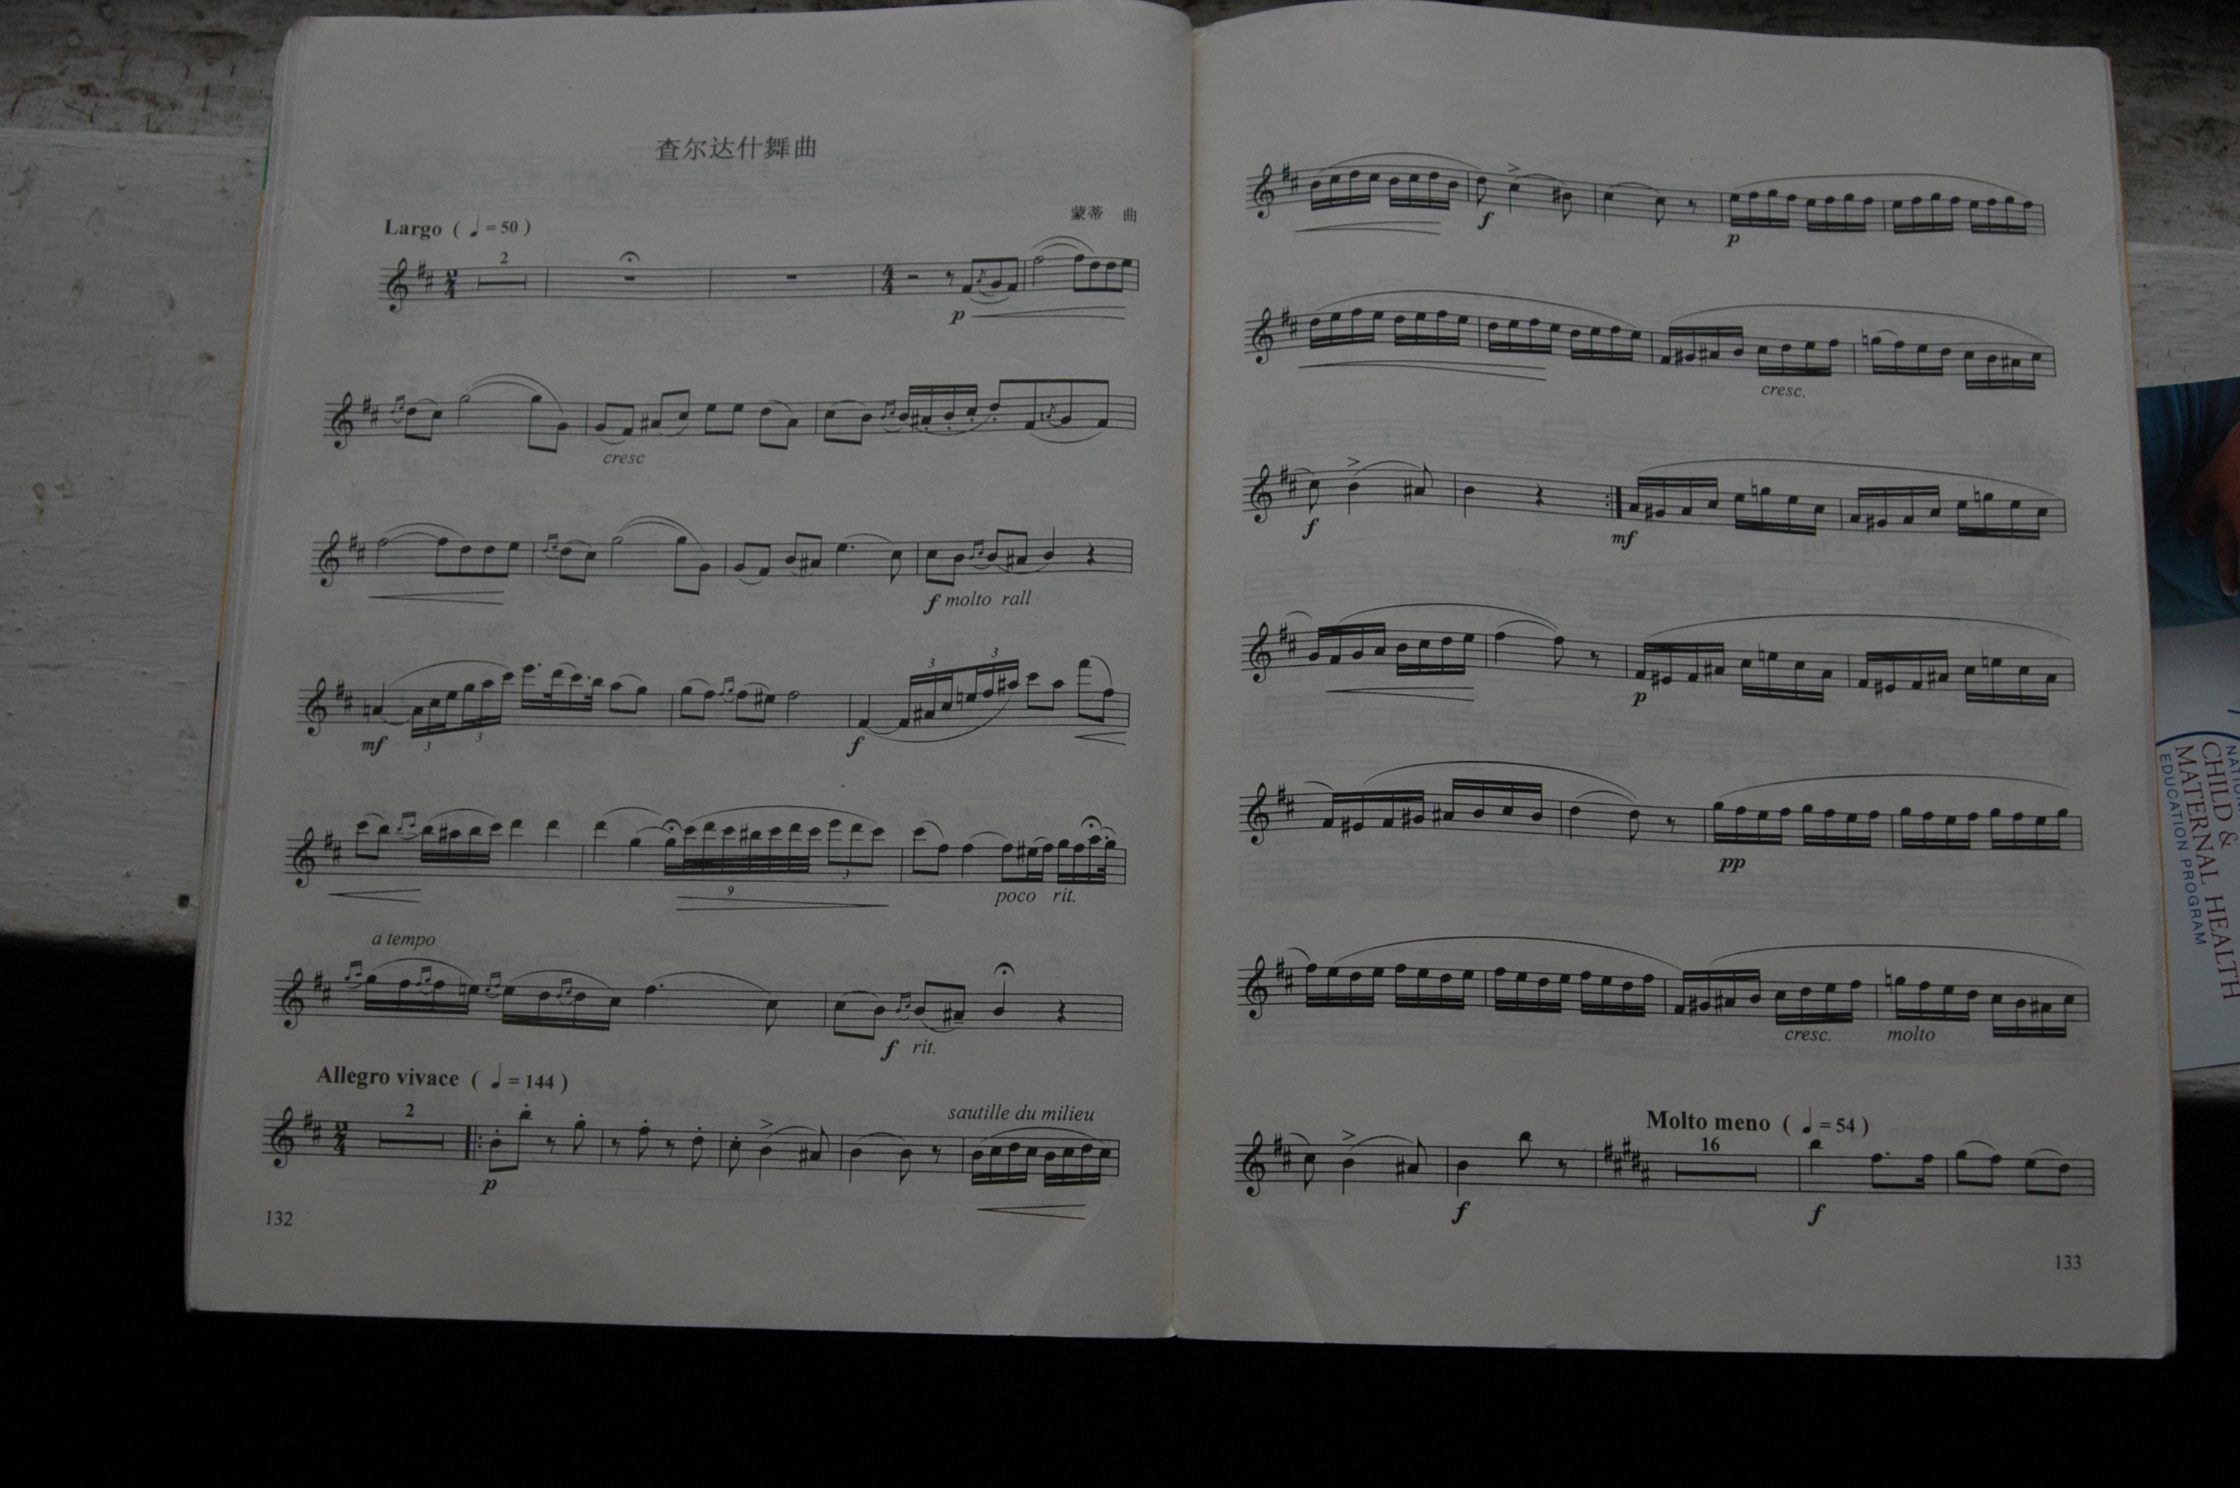 查尔达什舞曲
蒙蒂 曲
Largo ( ♩ = 50 )
2
p
cresc
f molto rall
3 3
3 3
mf f
9 3
poco rit.
a tempo
f rit.
Allegro vivace ( ♩ = 144 )
2
sautille du milieu
p
132
f p
cresc.
f mf
p
pp
cresc. molto
Molto meno ( ♩ = 54 )
16
f f
133
NATIONAL
CHILD &
MATERNAL HEALTH
EDUCATION PROGRAM